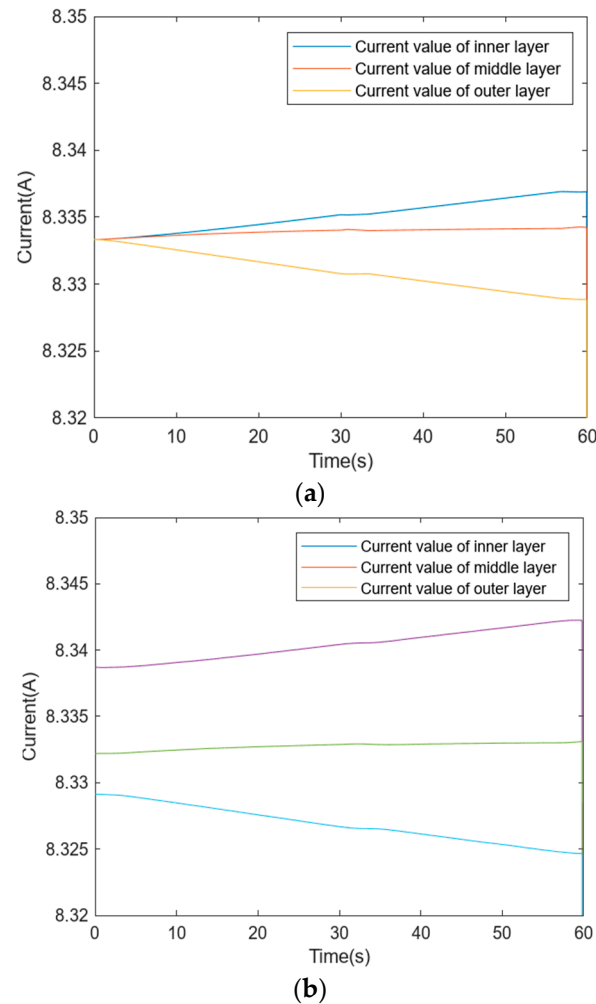 8.35
Current value of inner layer
8.345
Current value of middle layer
Current value of outer layer
8.34
Current(A)
8.335
8.33
8.325
8.32
0 10 20 30 40 50 60
Time(s)
(a)
8.35
Current value of inner layer
8.345
Current value of middle layer
Current value of outer layer
8.34
Current(A)
8.335
8.33
8.325
8.32
0 10 20 30 40 50 60
Time(s)
(b)